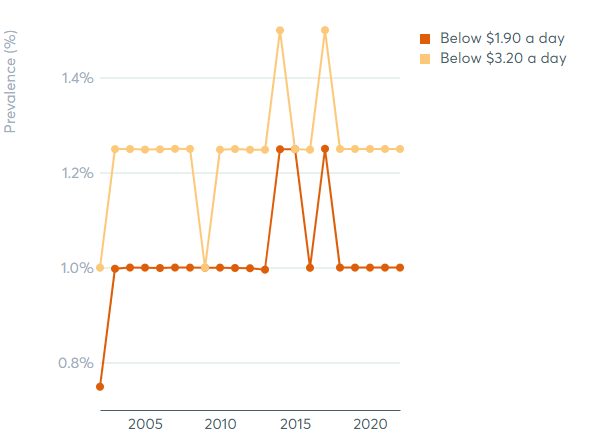 Prevalence (%)
Below $1.90 a day
Below $3.20 a day
1.4%
1.2%
1.0%
0.8%
2005 2010 2015 2020